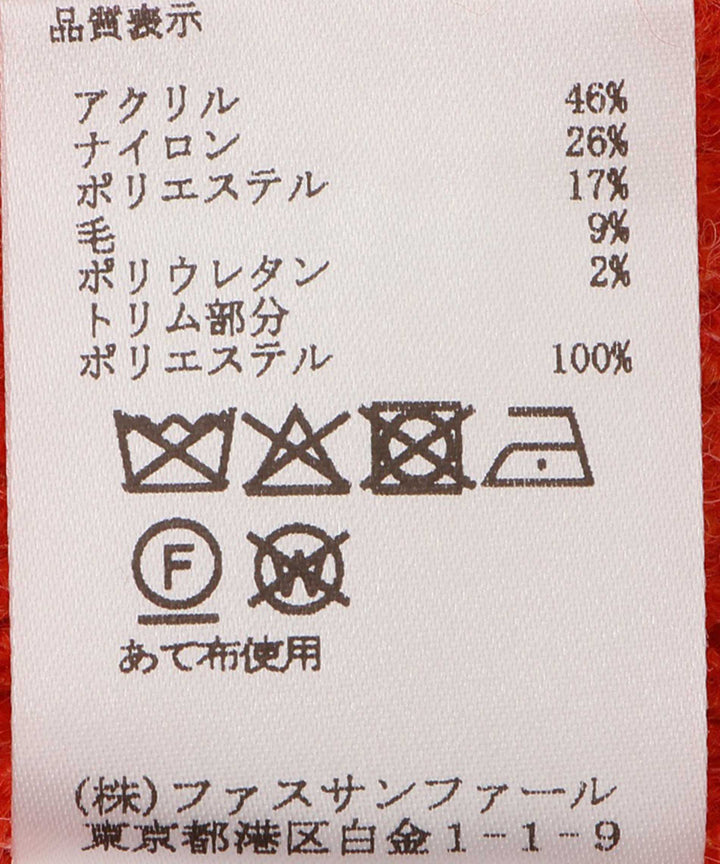 品質表示
アクリル 46%
ナイロン 26%
ポリエステル 17%
毛 9%
ポリウレタン 2%
トリム部分
ポリエステル 100%
F W
あて布使用
(株)ファスサンファール
東京都港区白金1-1-9